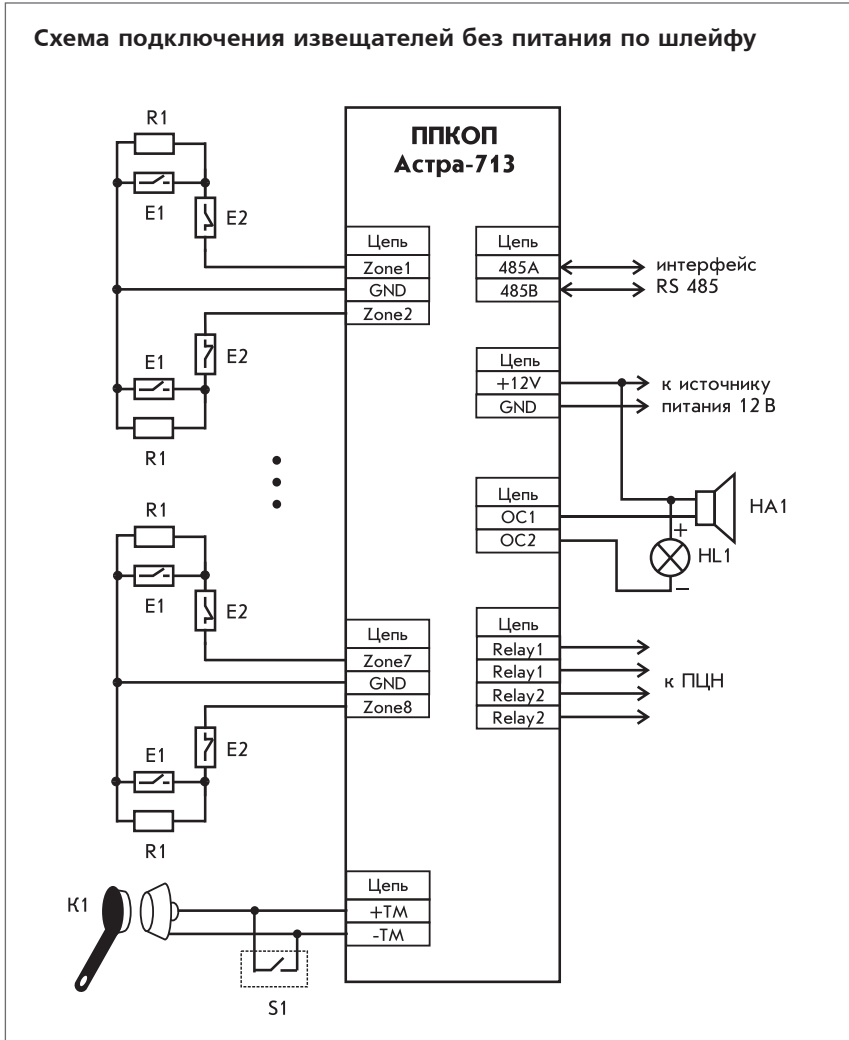 Схема подключения извещателей без питания по шлейфу
ППКОП
Астра-713
R1
E1
E2
Цепь
Zone1
GND
Zone2
E1
E2
R1
R1
E1
E2
Цепь
Zone7
GND
Zone8
E1
E2
R1
K1
Цепь
+TM
-TM
S1
Цепь
485A
485B
интерфейс
RS 485
Цепь
+12V
GND
к источнику
питания 12 В
Цепь
OC1
OC2
HA1
+
HL1
–
Цепь
Relay1
Relay1
Relay2
Relay2
к ПЦН